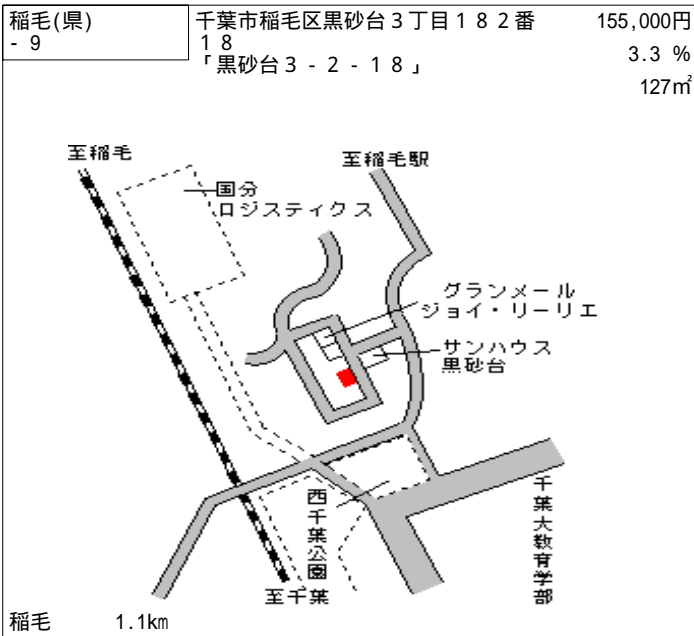 稲毛(県)
- 9
千葉市稲毛区黒砂台３丁目１８２番
１８
「黒砂台３－２－１８」
155,000円
3.3 %
127㎡
至稲毛
至稲毛駅
国分
ロジスティクス
グランメール
ジョイ・リーリエ
サンハウス
黒砂台
西千葉公園
千葉大教育学部
至千葉
稲毛 1.1km